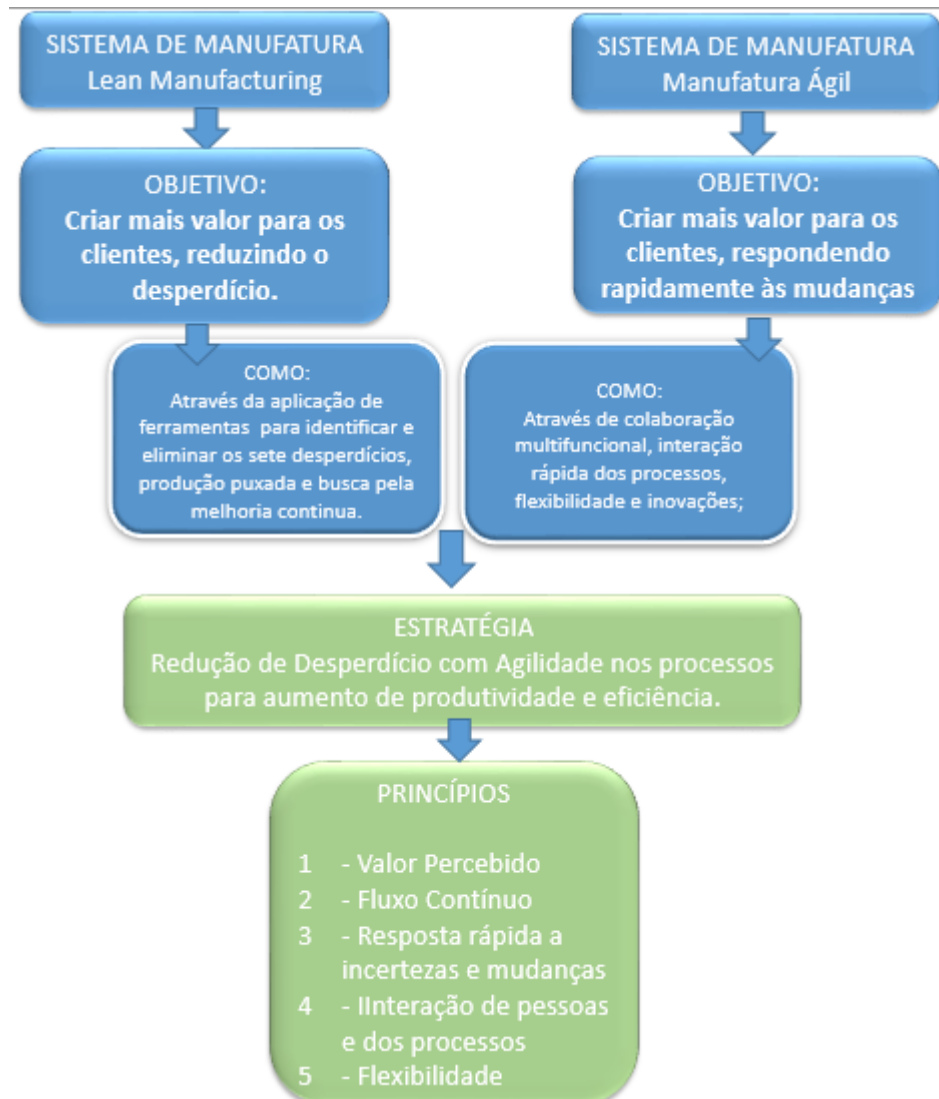 SISTEMA DE MANUFATURA
Lean Manufacturing
SISTEMA DE MANUFATURA
Manufatura Ágil
OBJETIVO:
Criar mais valor para os
clientes, reduzindo o
desperdício.
OBJETIVO:
Criar mais valor para os
clientes, respondendo
rapidamente às mudanças
COMO:
Através da aplicação de
ferramentas para identificar e
eliminar os sete desperdícios,
produção puxada e busca pela
melhoria continua.
COMO:
Através de colaboração
multifuncional, interação
rápida dos processos,
flexibilidade e inovações;
ESTRATÉGIA
Redução de Desperdício com Agilidade nos processos
para aumento de produtividade e eficiência.
PRINCÍPIOS
1 - Valor Percebido
2 - Fluxo Contínuo
3 - Resposta rápida a
incertezas e mudanças
4 - IInteração de pessoas
e dos processos
5 - Flexibilidade